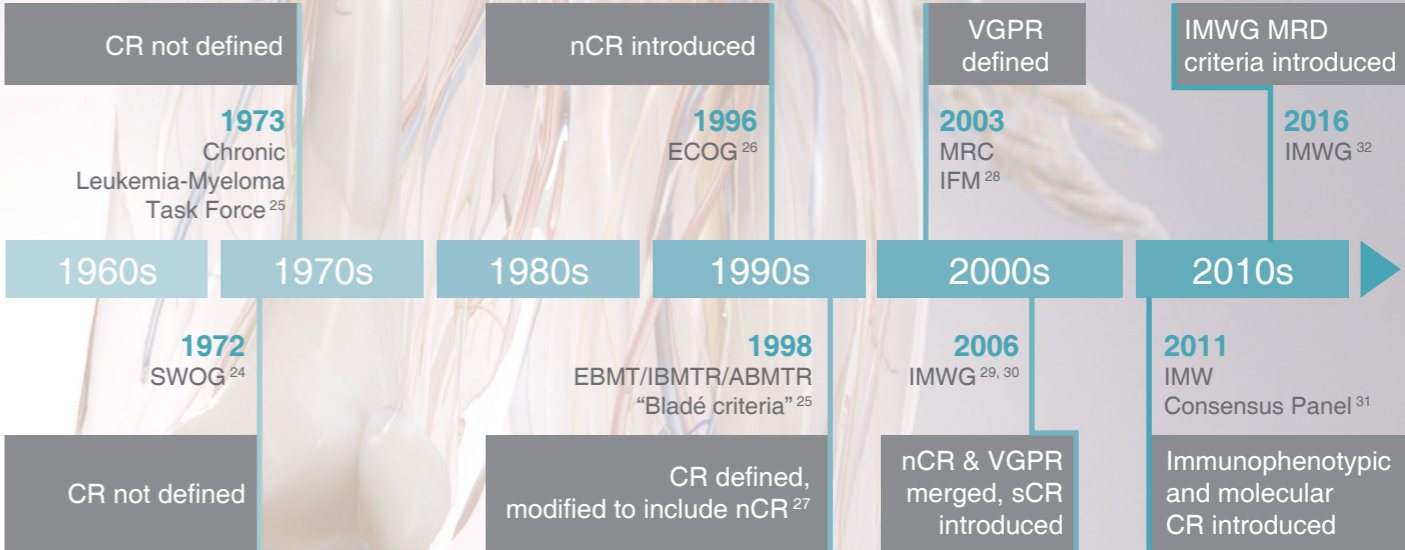 CR not defined
1973
Chronic
Leukemia-Myeloma
Task Force 25
nCR introduced
1996
ECOG 26
VGPR
defined
2003
MRC
IFM 28
IMWG MRD
criteria introduced
2016
IMWG 32
1960s
1970s
1980s
1990s
2000s
2010s
1972
SWOG 24
CR not defined
1998
EBMT/IBMTR/ABMTR
“Bladé criteria” 25
CR defined,
modified to include nCR 27
2006
IMWG 29, 30
nCR & VGPR
merged, sCR
introduced
2011
IMW
Consensus Panel 31
Immunophenotypic
and molecular
CR introduced